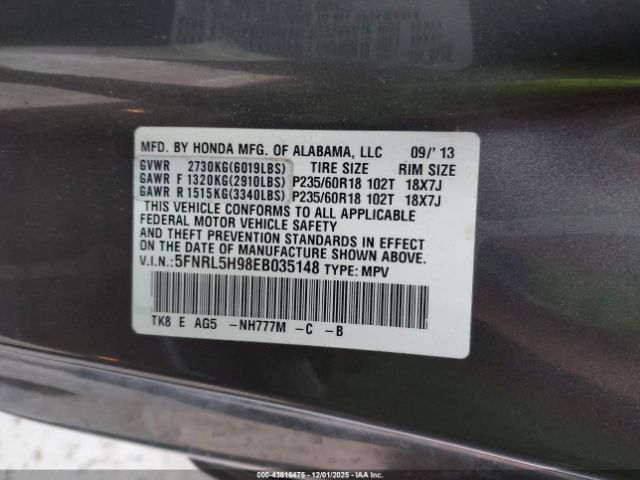 MFD. BY HONDA MFG. OF ALABAMA, LLC 09/'13
GVWR 2730KG(6019LBS) TIRE SIZE RIM SIZE
GAWR F 1320KG(2910LBS) P235/60R18 102T 18X7J
GAWR R 1515KG(3340LBS) P235/60R18 102T 18X7J
THIS VEHICLE CONFORMS TO ALL APPLICABLE
FEDERAL MOTOR VEHICLE SAFETY
AND THEFT PREVENTION STANDARDS IN EFFECT
ON THE DATE OF MANUFACTURE SHOWN ABOVE.
V.I.N.: 5FNRL5H98EB035148 TYPE: MPV
TK8 E AG5 -NH777M -C -B
000-43816475 - 12/01/2025 - IAAI.COM